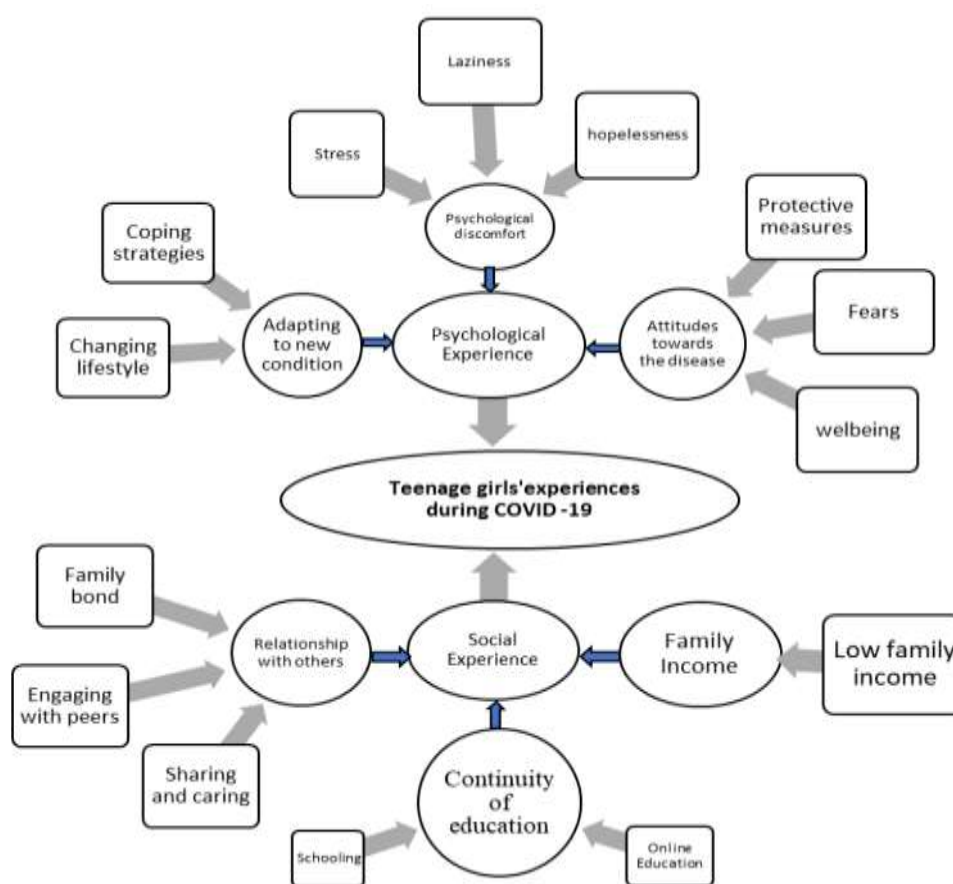 Laziness
hopelessness
Stress
Psychological
discomfort
Protective
measures
Coping
strategies
Fears
Adapting
to new
condition
Psychological
Experience
Attitudes
towards
the disease
Changing
lifestyle
welbeing
Teenage girls'experiences
during COVID -19
Family
bond
Relationship
with others
Social
Experience
Family
Income
Low family
income
Engaging
with peers
Sharing
and caring
Continuity
of
education
Schooling
Online
Education